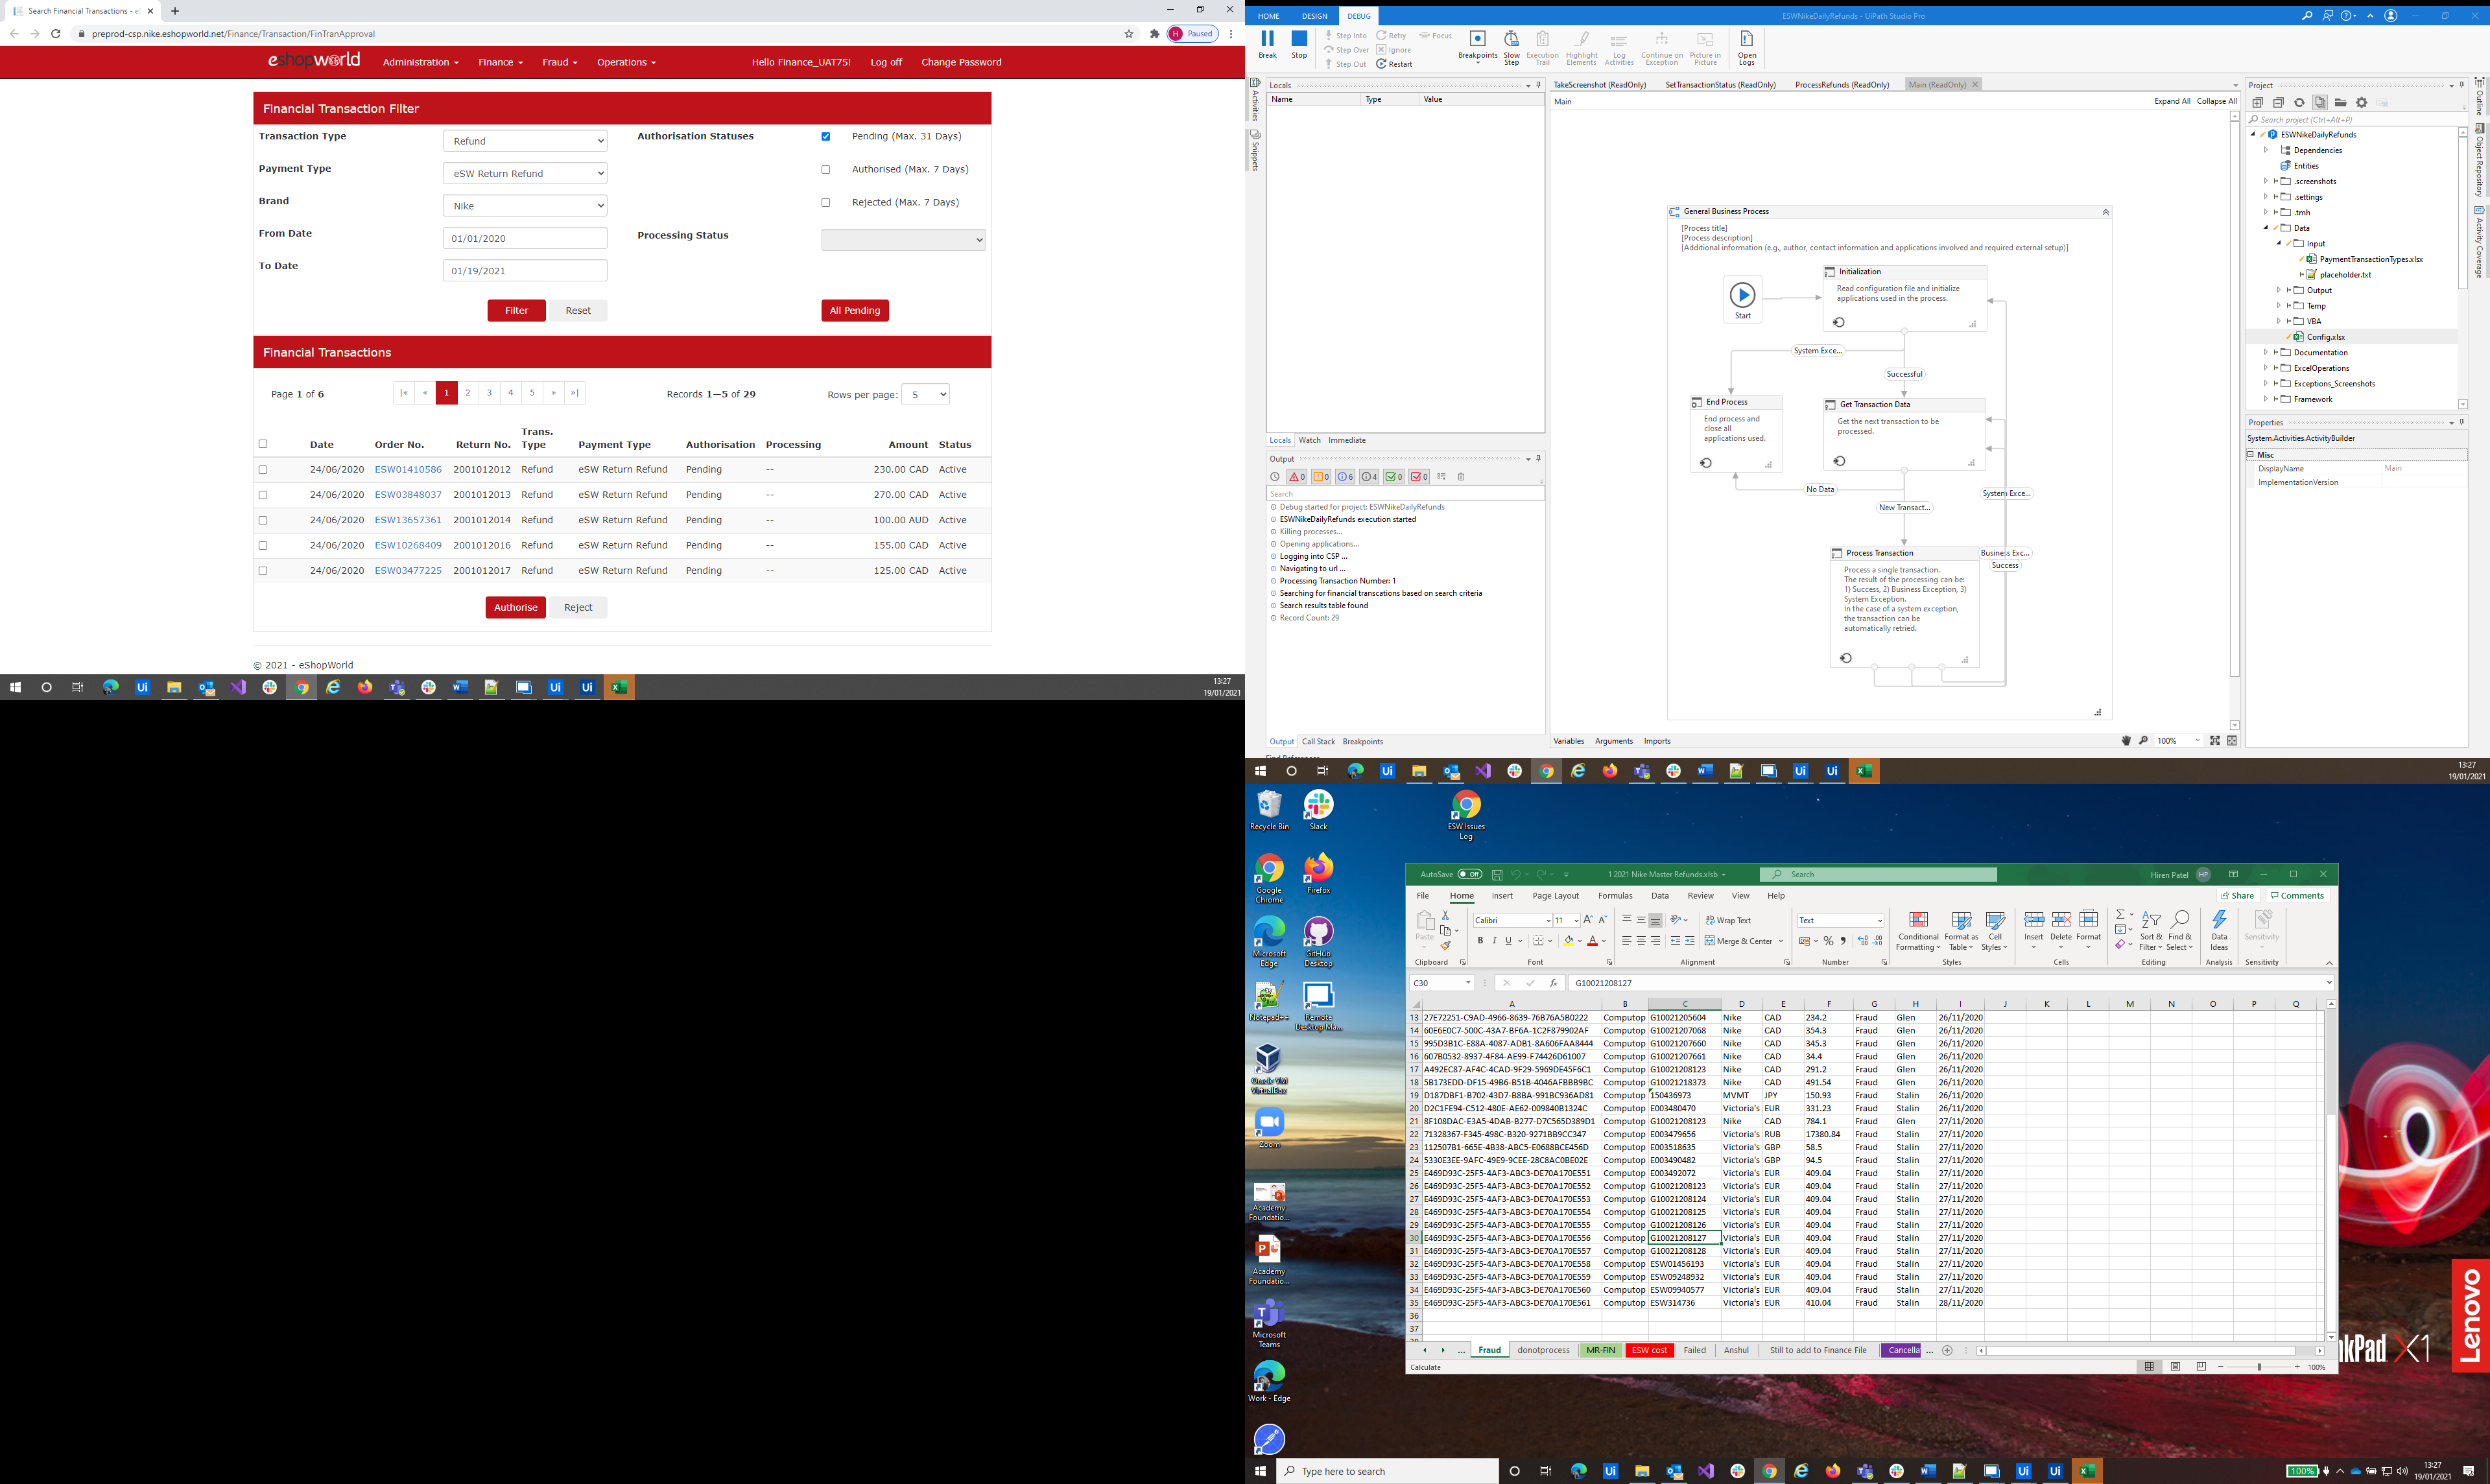 Search Financial Transactions - eS
preprod-csp.nike.eshopworld.net/Finance/Transaction/FinTranApproval
Paused
eshopworld Administration Finance Fraud Operations Hello Finance_UAT75! Log off Change Password
Financial Transaction Filter
Transaction Type Refund Authorisation Statuses Pending (Max. 31 Days)
Payment Type eSW Return Refund Authorised (Max. 7 Days)
Brand Nike Rejected (Max. 7 Days)
From Date 01/01/2020 Processing Status
To Date 01/19/2021
Filter Reset All Pending
Financial Transactions
Page 1 of 6 |« « 1 2 3 4 5 » »| Records 1—5 of 29 Rows per page: 5
Date Order No. Return No. Trans. Type Payment Type Authorisation Processing Amount Status
24/06/2020 ESW01410586 2001012012 Refund eSW Return Refund Pending -- 230.00 CAD Active
24/06/2020 ESW03848037 2001012013 Refund eSW Return Refund Pending -- 270.00 CAD Active
24/06/2020 ESW13657361 2001012014 Refund eSW Return Refund Pending -- 100.00 AUD Active
24/06/2020 ESW10268409 2001012016 Refund eSW Return Refund Pending -- 155.00 CAD Active
24/06/2020 ESW03477225 2001012017 Refund eSW Return Refund Pending -- 125.00 CAD Active
Authorise Reject
© 2021 - eShopWorld
13:27
19/01/2021
HOME DESIGN DEBUG ESWNikeDailyRefunds - UiPath Studio Pro
Break Stop Step Into Step Over Step Out Retry Ignore Restart Focus Breakpoints Slow Step Execution Trail Highlight Elements Log Activities Continue on Exception Picture in Picture Open Logs
Activities
Snippets
Locals
Name Type Value
Locals Watch Immediate
Output
0 0 6 4 0 0
Search
Debug started for project: ESWNikeDailyRefunds
ESWNikeDailyRefunds execution started
Killing processes...
Opening applications...
Logging into CSP ...
Navigating to url ...
Processing Transaction Number: 1
Searching for financial transcations based on search criteria
Search results table found
Record Count: 29
Output Call Stack Breakpoints
TakeScreenshot (ReadOnly) SetTransactionStatus (ReadOnly) ProcessRefunds (ReadOnly) Main (ReadOnly)
Main Expand All Collapse All
General Business Process
[Process title]
[Process description]
[Additional information (e.g., author, contact information and applications involved and required external setup)]
Start
Initialization
Read configuration file and initialize
applications used in the process.
System Exce...
Successful
End Process
End process and
close all
applications used.
Get Transaction Data
Get the next transaction to be
processed.
No Data
System Exce...
New Transact...
Process Transaction
Process a single transaction.
The result of the processing can be:
1) Success, 2) Business Exception, 3)
System Exception.
In the case of a system exception,
the transaction can be
automatically retried.
Business Exc...
Success
Variables Arguments Imports 100%
Project
Search project (Ctrl+Alt+P)
ESWNikeDailyRefunds
Dependencies
Entities
.screenshots
.settings
.tmh
Data
Input
PaymentTransactionTypes.xlsx
placeholder.txt
Output
Temp
VBA
Config.xlsx
Documentation
ExcelOperations
Exceptions_Screenshots
Framework
Properties
System.Activities.ActivityBuilder
Misc
DisplayName Main
ImplementationVersion
Outline
Object Repository
Activity Coverage
13:27
19/01/2021
Recycle Bin
Slack
ESW Issues Log
Google Chrome
Firefox
Microsoft Edge
GitHub Desktop
Notepad++
Remote Desktop Ma...
Oracle VM VirtualBox
Zoom
Academy Foundatio...
Academy Foundatio...
Microsoft Teams
Work - Edge
AutoSave Off 1 2021 Nike Master Refunds.xlsb Search Hiren Patel HP
File Home Insert Page Layout Formulas Data Review View Help Share Comments
Paste Calibri 11 Wrap Text Merge & Center Text Conditional Formatting Format as Table Cell Styles Insert Delete Format Sort & Filter Find & Select Data Ideas Sensitivity
Clipboard Font Alignment Number Styles Cells Editing Analysis Sensitivity
C30 G10021208127
A B C D E F G H I J K L M N O P Q
13 27E72251-C9AD-4966-8639-76B76A5B0222 Computop G10021205604 Nike CAD 234.2 Fraud Glen 26/11/2020
14 60E6E0C7-500C-43A7-BF6A-1C2F879902AF Computop G10021207068 Nike CAD 354.3 Fraud Glen 26/11/2020
15 995D3B1C-E88A-4087-ADB1-8A606FAA8444 Computop G10021207660 Nike CAD 345.3 Fraud Glen 26/11/2020
16 607B0532-8937-4F84-AE99-F74426D61007 Computop G10021207661 Nike CAD 34.4 Fraud Glen 26/11/2020
17 A492EC87-AF4C-4CAD-9F29-5969DE45F6C1 Computop G10021208123 Nike CAD 291.2 Fraud Glen 26/11/2020
18 5B173EDD-DF15-49B6-B51B-4046AFBBB9BC Computop G10021218373 Nike CAD 491.54 Fraud Glen 26/11/2020
19 D187DBF1-B702-43D7-B8BA-991BC936AD81 Computop 150436973 MVMT JPY 150.93 Fraud Stalin 26/11/2020
20 D2C1FE94-C512-480E-AE62-009840B1324C Computop E003480470 Victoria's EUR 331.23 Fraud Stalin 26/11/2020
21 8F108DAC-E3A5-4DAB-B277-D7C565D389D1 Computop G10021208123 Nike CAD 784.1 Fraud Glen 27/11/2020
22 71328367-F345-498C-B320-9271BB9CC347 Computop E003479656 Victoria's RUB 17380.84 Fraud Stalin 27/11/2020
23 112507B1-665E-4B38-ABC5-E0688BCE456D Computop E003518635 Victoria's GBP 58.5 Fraud Stalin 27/11/2020
24 5330E3EE-9AFC-49E9-9CEE-28C8AC0BE02E Computop E003490482 Victoria's GBP 94.5 Fraud Stalin 27/11/2020
25 E469D93C-25F5-4AF3-ABC3-DE70A170E551 Computop E003492072 Victoria's EUR 409.04 Fraud Stalin 27/11/2020
26 E469D93C-25F5-4AF3-ABC3-DE70A170E552 Computop G10021208123 Victoria's EUR 409.04 Fraud Stalin 27/11/2020
27 E469D93C-25F5-4AF3-ABC3-DE70A170E553 Computop G10021208124 Victoria's EUR 409.04 Fraud Stalin 27/11/2020
28 E469D93C-25F5-4AF3-ABC3-DE70A170E554 Computop G10021208125 Victoria's EUR 409.04 Fraud Stalin 27/11/2020
29 E469D93C-25F5-4AF3-ABC3-DE70A170E555 Computop G10021208126 Victoria's EUR 409.04 Fraud Stalin 27/11/2020
30 E469D93C-25F5-4AF3-ABC3-DE70A170E556 Computop G10021208127 Victoria's EUR 409.04 Fraud Stalin 27/11/2020
31 E469D93C-25F5-4AF3-ABC3-DE70A170E557 Computop G10021208128 Victoria's EUR 409.04 Fraud Stalin 27/11/2020
32 E469D93C-25F5-4AF3-ABC3-DE70A170E558 Computop ESW01456193 Victoria's EUR 409.04 Fraud Stalin 27/11/2020
33 E469D93C-25F5-4AF3-ABC3-DE70A170E559 Computop ESW09248932 Victoria's EUR 409.04 Fraud Stalin 27/11/2020
34 E469D93C-25F5-4AF3-ABC3-DE70A170E560 Computop ESW09940577 Victoria's EUR 409.04 Fraud Stalin 27/11/2020
35 E469D93C-25F5-4AF3-ABC3-DE70A170E561 Computop ESW314736 Victoria's EUR 410.04 Fraud Stalin 28/11/2020
36
37
... Fraud donotprocess MR-FIN ESW cost Failed Anshul Still to add to Finance File Cancella ...
Calculate 100%
Lenovo
kPad X1
Type here to search
100%
13:27
19/01/2021